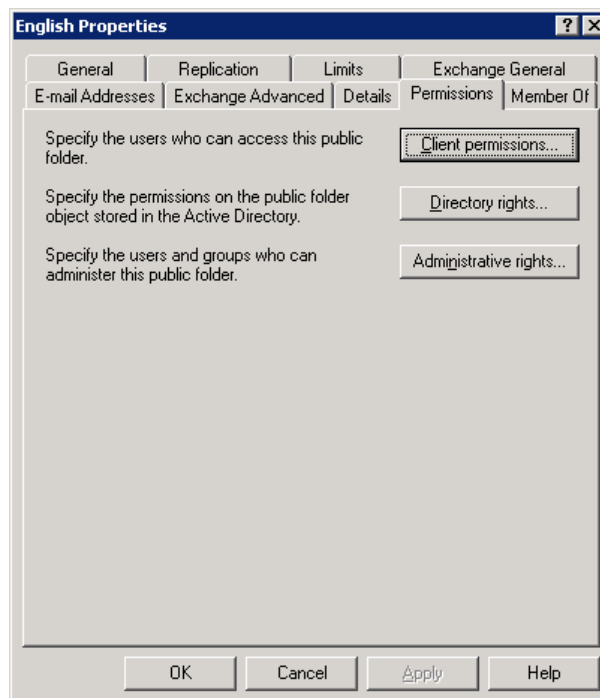 English Properties
General Replication Limits Exchange General
E-mail Addresses Exchange Advanced Details Permissions Member Of
Specify the users who can access this public
folder.
Client permissions...
Specify the permissions on the public folder
object stored in the Active Directory.
Directory rights...
Specify the users and groups who can
administer this public folder.
Administrative rights...
OK Cancel Apply Help